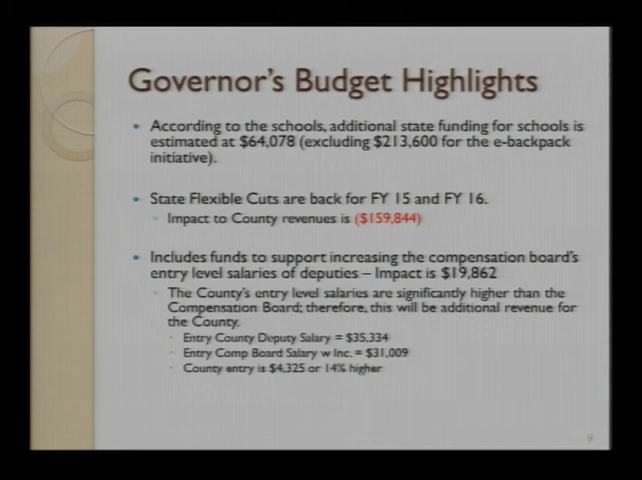 Governor's Budget Highlights
• According to the schools, additional state funding for schools is
estimated at $64,078 (excluding $213,600 for the e-backpack
initiative).
• State Flexible Cuts are back for FY 15 and FY 16.
Impact to County revenues is ($159,844)
• Includes funds to support increasing the compensation board's
entry level salaries of deputies – Impact is $19,862
The County's entry level salaries are significantly higher than the
Compensation Board; therefore, this will be additional revenue for
the County.
Entry County Deputy Salary = $35,334
Entry Comp Board Salary w Inc. = $31,009
County entry is $4,325 or 14% higher
9